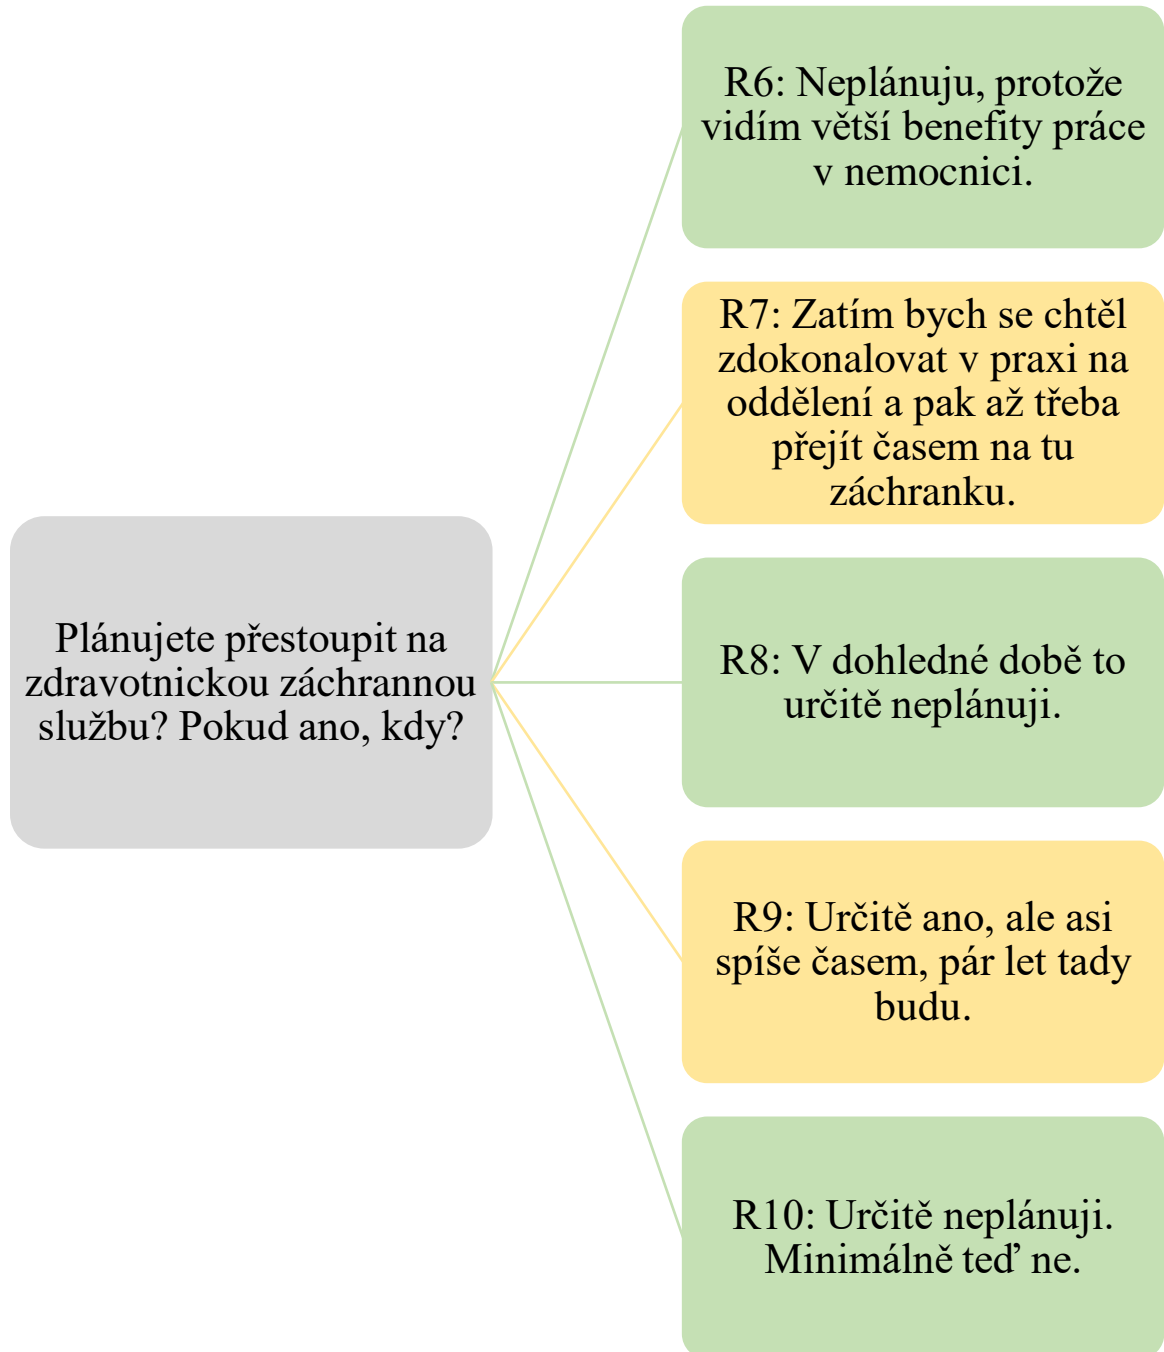 Plánujete přestoupit na
zdravotnickou záchrannou
službu? Pokud ano, kdy?
R6: Neplánuju, protože
vidím větší benefity práce
v nemocnici.
R7: Zatím bych se chtěl
zdokonalovat v praxi na
oddělení a pak až třeba
přejít časem na tu
záchranku.
R8: V dohledné době to
určitě neplánuji.
R9: Určitě ano, ale asi
spíše časem, pár let tady
budu.
R10: Určitě neplánuji.
Minimálně teď ne.